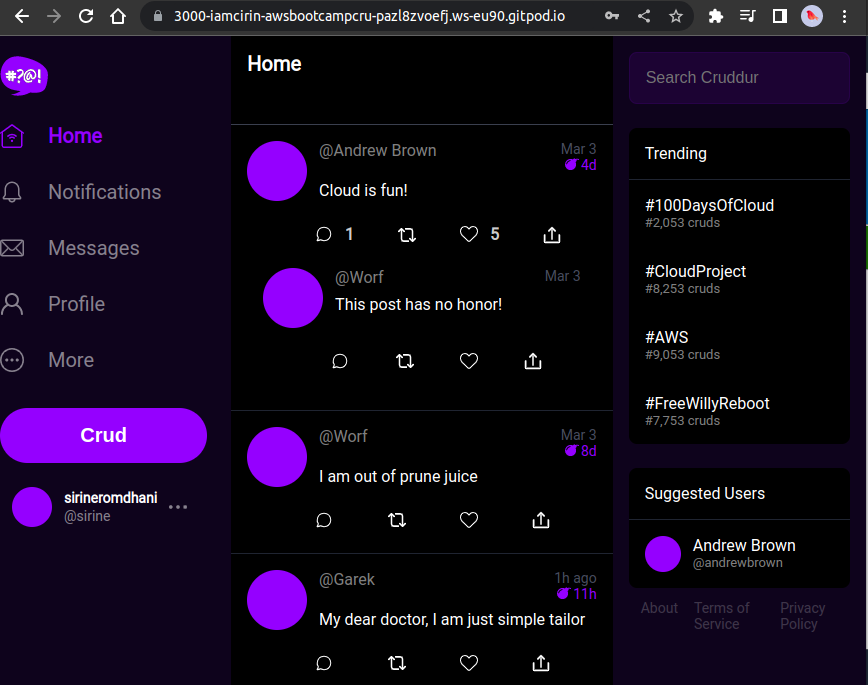 3000-iamcirin-awsbootcampcru-pazl8zvoefj.ws-eu90.gitpod.io
#?@!
Home
Notifications
Messages
Profile
More
Crud
sirineromdhani
@sirine
Home
@Andrew Brown
Mar 3
4d
Cloud is fun!
1
5
@Worf
Mar 3
This post has no honor!
@Worf
Mar 3
8d
I am out of prune juice
@Garek
1h ago
11h
My dear doctor, I am just simple tailor
Search Cruddur
Trending
#100DaysOfCloud
#2,053 cruds
#CloudProject
#8,253 cruds
#AWS
#9,053 cruds
#FreeWillyReboot
#7,753 cruds
Suggested Users
Andrew Brown
@andrewbrown
About
Terms of
Service
Privacy
Policy